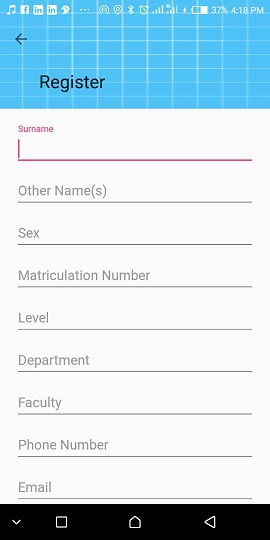 37% 4:18 PM
Register
Surname
Other Name(s)
Sex
Matriculation Number
Level
Department
Faculty
Phone Number
Email